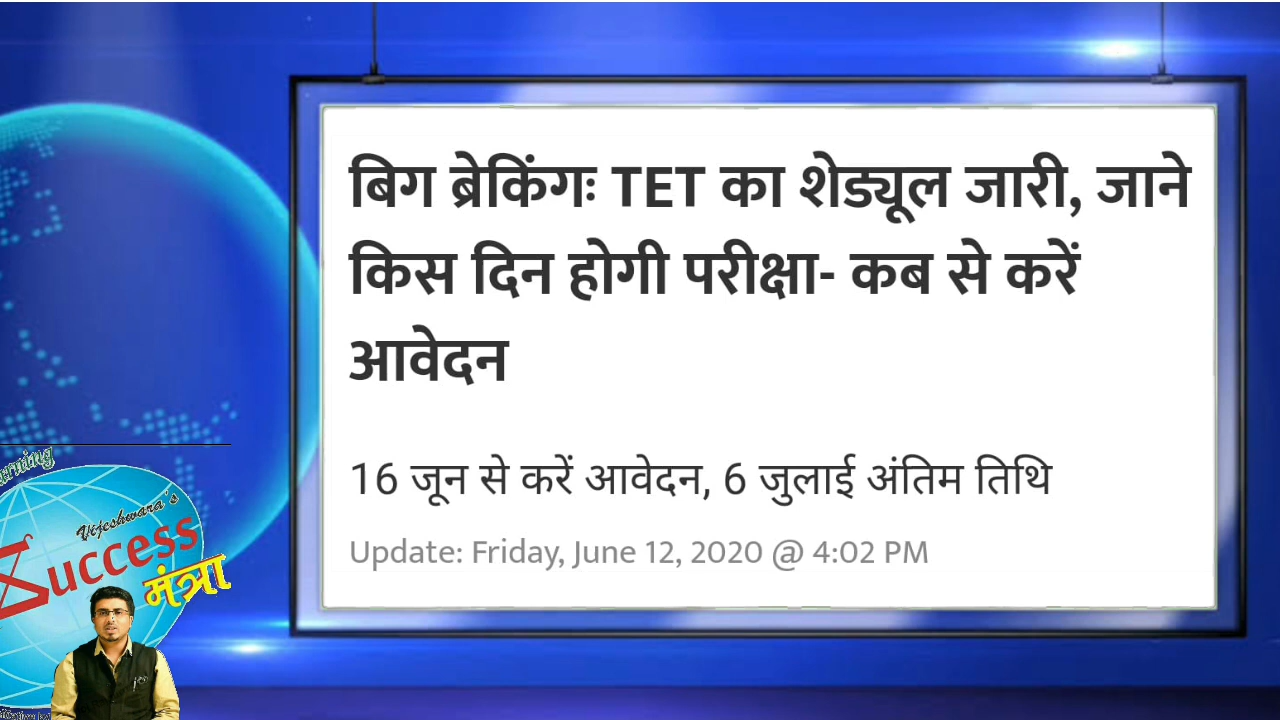 बिग ब्रेकिंगः TET का शेड्यूल जारी, जाने
किस दिन होगी परीक्षा- कब से करें
आवेदन
16 जून से करें आवेदन, 6 जुलाई अंतिम तिथि
Update: Friday, June 12, 2020 @ 4:02 PM
Vijeshwara's
Success
मंत्रा